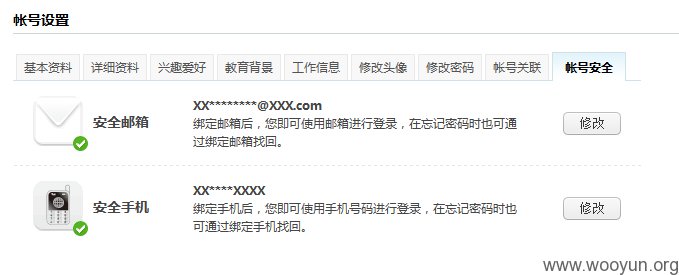 帐号设置
基本资料 详细资料 兴趣爱好 教育背景 工作信息 修改头像 修改密码 帐号关联 帐号安全
XX********@XXX.com
安全邮箱 绑定邮箱后，您即可使用邮箱进行登录，在忘记密码时也可通 修改
过绑定邮箱找回。
XX****XXXX
安全手机 绑定手机后，您即可使用手机号码进行登录，在忘记密码时也 修改
可通过绑定手机找回。
www.wooyun.org